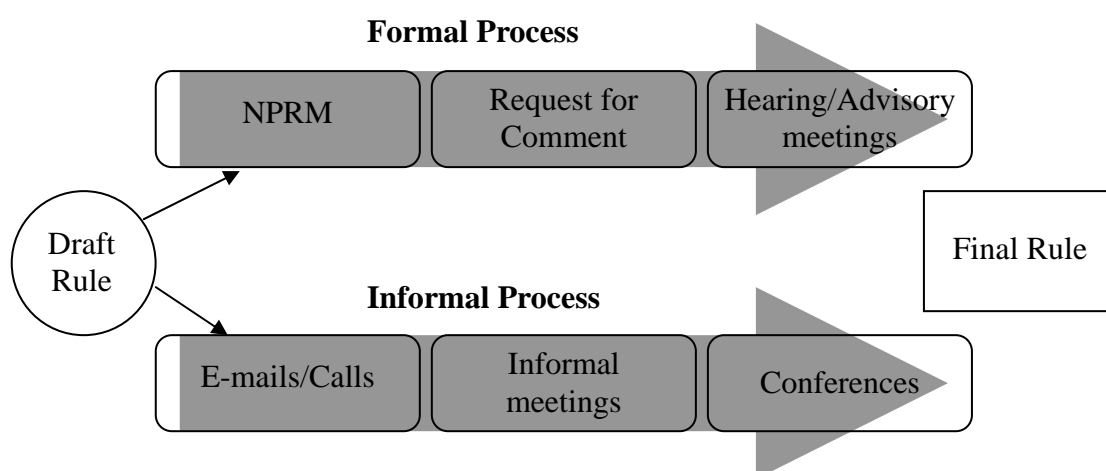 Formal Process
NPRM
Request for
Comment
Hearing/Advisory
meetings
Draft
Rule
Final Rule
Informal Process
E-mails/Calls
Informal
meetings
Conferences